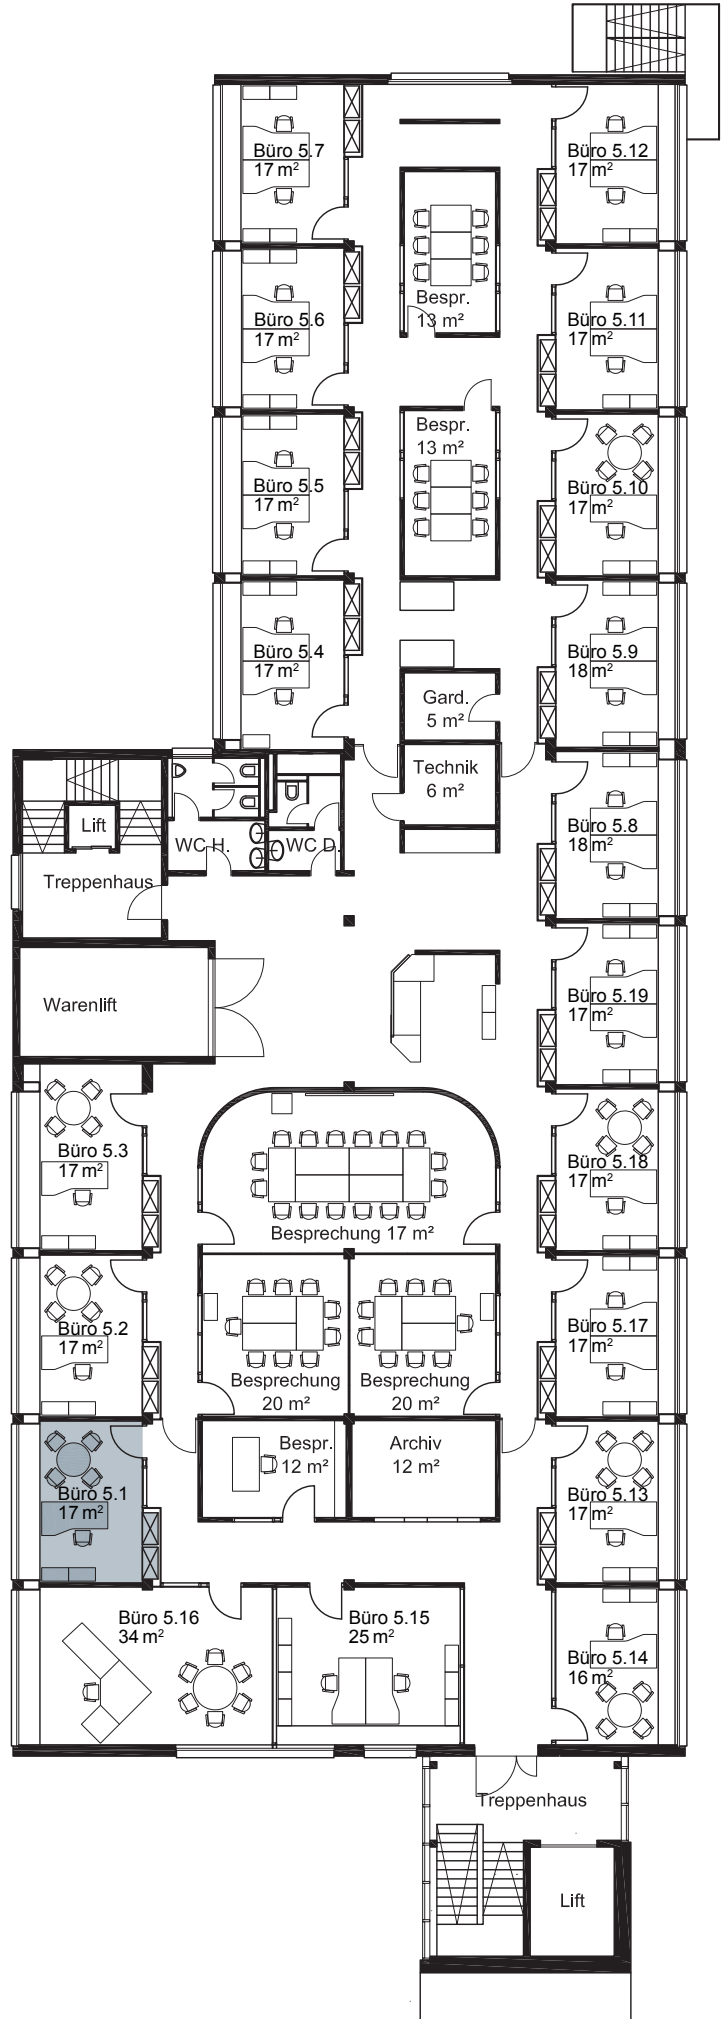 Büro 5.7
17 m²
Büro 5.12
17 m²
Bespr.
13 m²
Büro 5.6
17 m²
Büro 5.11
17 m²
Bespr.
13 m²
Büro 5.5
17 m²
Büro 5.10
17 m²
Büro 5.4
17 m²
Büro 5.9
18 m²
Gard.
5 m²
Technik
6 m²
Lift
WC H.
WC D.
Büro 5.8
18 m²
Treppenhaus
Warenlift
Büro 5.19
17 m²
Büro 5.3
17 m²
Büro 5.18
17 m²
Besprechung 17 m²
Büro 5.2
17 m²
Büro 5.17
17 m²
Besprechung
20 m²
Besprechung
20 m²
Bespr.
12 m²
Archiv
12 m²
Büro 5.1
17 m²
Büro 5.13
17 m²
Büro 5.16
34 m²
Büro 5.15
25 m²
Büro 5.14
16 m²
Treppenhaus
Lift